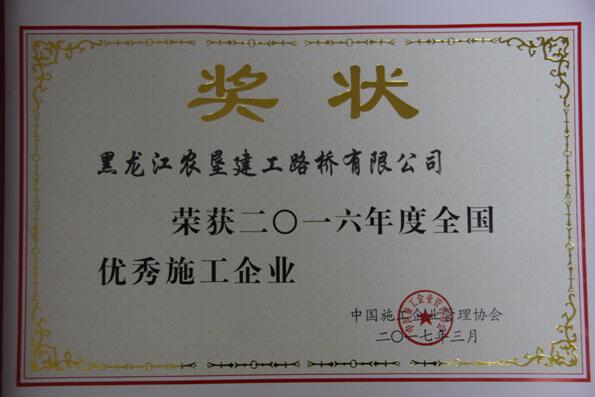 奖状
黑龙江农垦建工路桥有限公司
荣获二〇一六年度全国
优秀施工企业
中国施工企业管理协会
二〇一七年三月